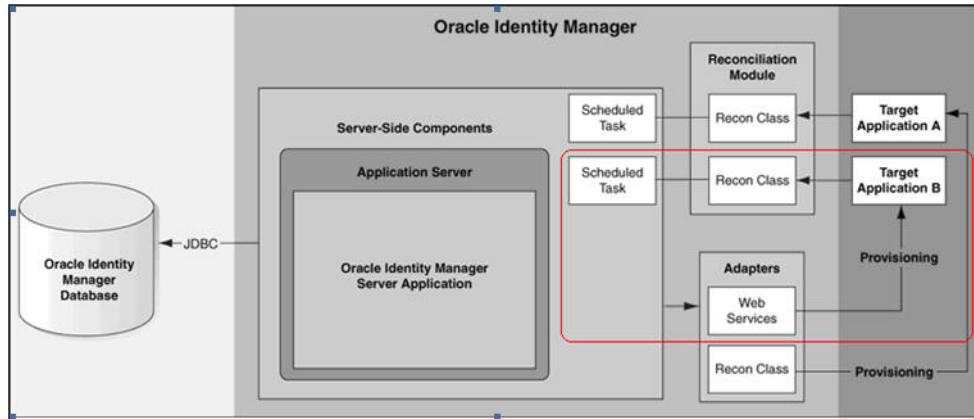 Oracle Identity Manager
Reconciliation
Module
Scheduled
Task
Recon Class
Target
Application A
Server-Side Components
Application Server
Scheduled
Task
Recon Class
Target
Application B
Oracle Identity Manager
Server Application
JDBC
Oracle Identity
Manager
Database
Adapters
Web
Services
Provisioning
Recon Class
Provisioning